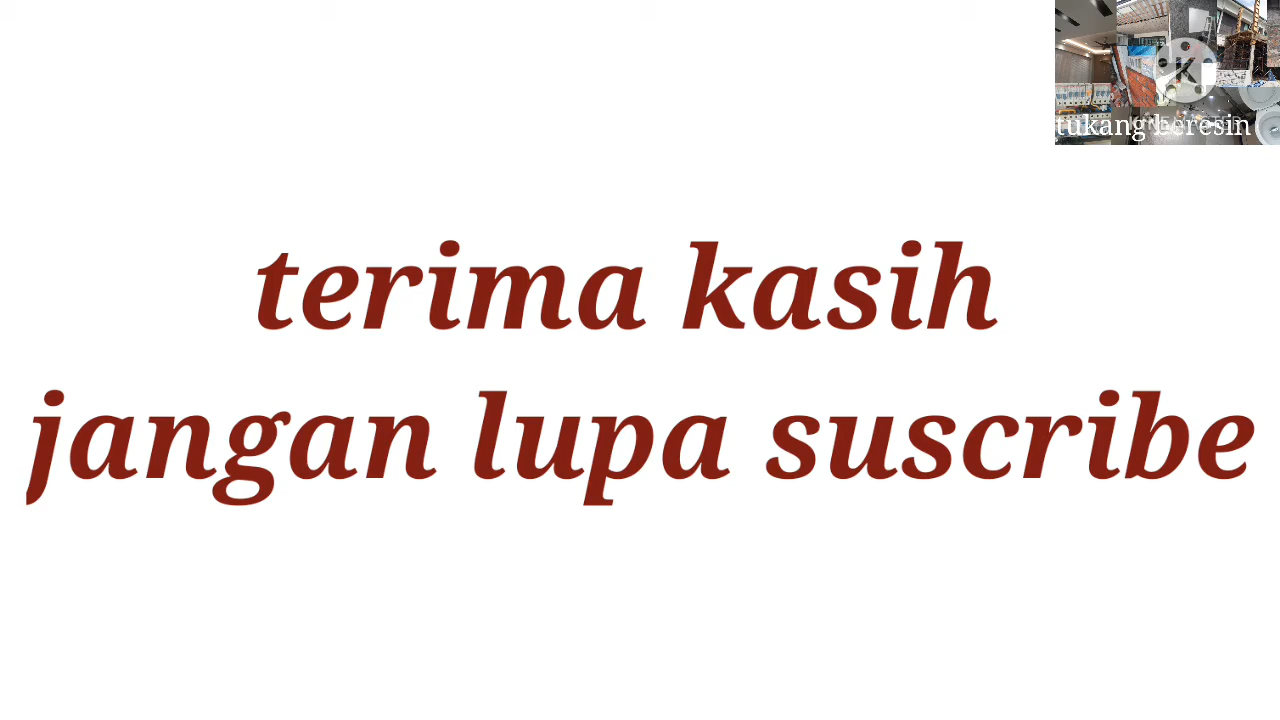 tukang beresin
terima kasih
jangan lupa suscribe